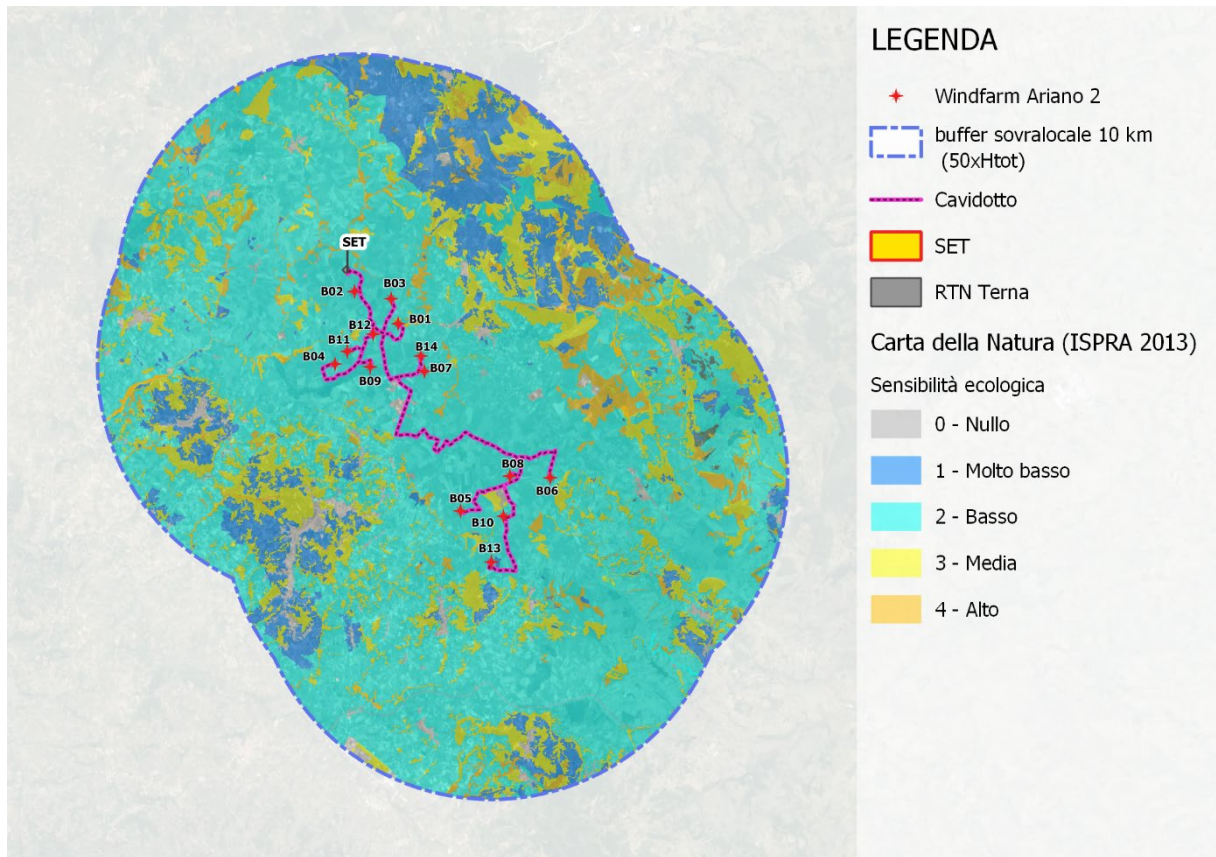 LEGENDA
Windfarm Ariano 2
buffer sovralocale 10 km
(50xHtot)
Cavidotto
SET
RTN Terna
Carta della Natura (ISPRA 2013)
Sensibilità ecologica
0 - Nullo
1 - Molto basso
2 - Basso
3 - Media
4 - Alto
SET
B02
B03
B01
B12
B11
B14
B04
B09
B07
B08
B06
B05
B10
B13